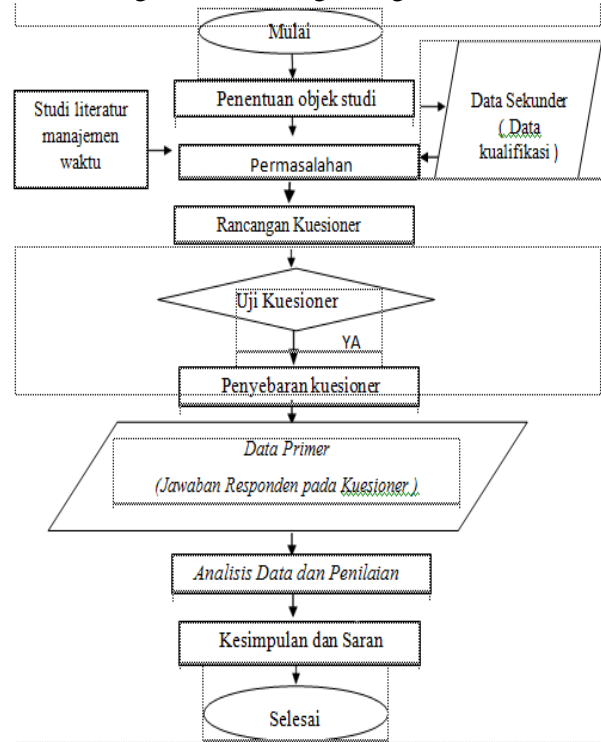 Mulai
Penentuan objek studi
Studi literatur
manajemen
waktu
Data Sekunder
( Data
kualifikasi )
Permasalahan
Rancangan Kuesioner
Uji Kuesioner
YA
Penyebaran kuesioner
Data Primer
(Jawaban Responden pada Kuesioner )
Analisis Data dan Penilaian
Kesimpulan dan Saran
Selesai